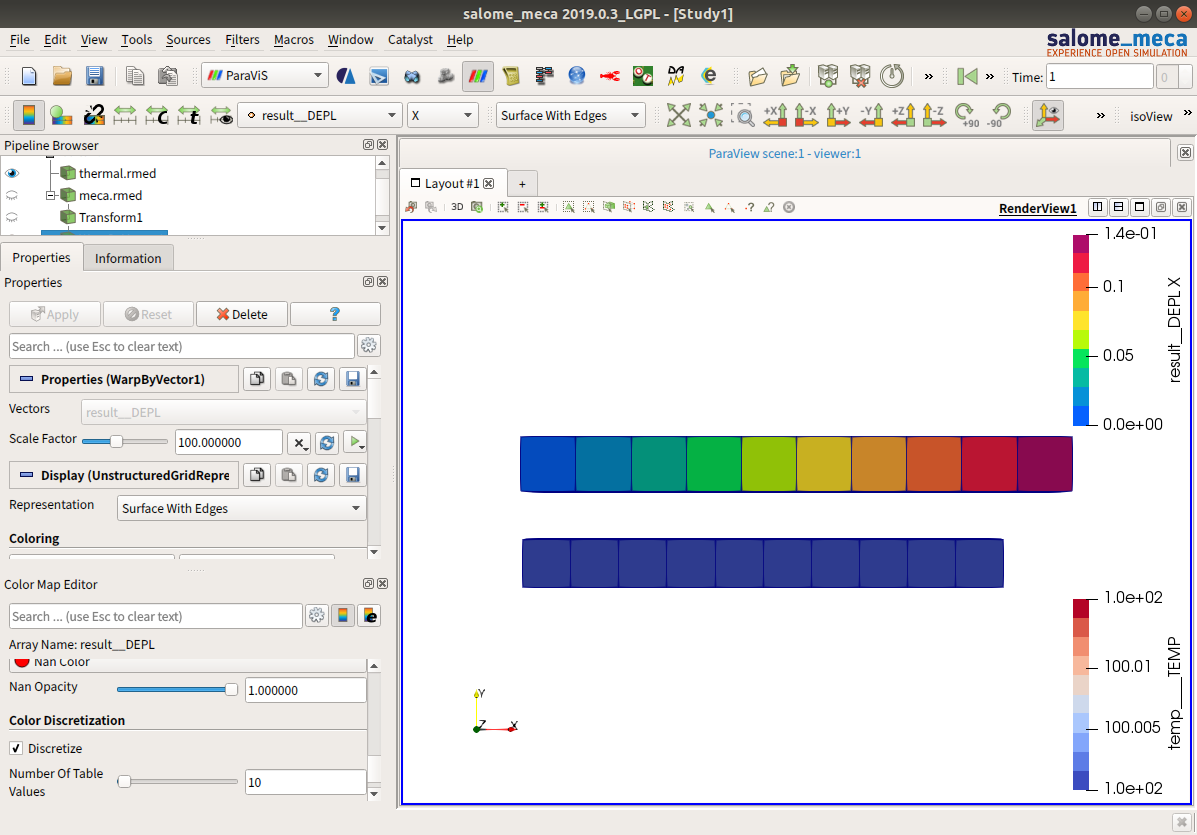 salome_meca 2019.0.3_LGPL - [Study1]
File Edit View Tools Sources Filters Macros Window Catalyst Help
salome_meca
EXPERIENCE OPEN SIMULATION
ParaViS » » Time: 1 0
result__DEPL X Surface With Edges +X -X +Y -Y +Z -Z +90 -90 » isoView »
Pipeline Browser
thermal.rmed
meca.rmed
Transform1
Properties Information
Properties
Apply Reset Delete ?
Search ... (use Esc to clear text)
Properties (WarpByVector1)
Vectors result__DEPL
Scale Factor 100.000000
Display (UnstructuredGridRepre
Representation Surface With Edges
Coloring
Color Map Editor
Search ... (use Esc to clear text)
Array Name: result__DEPL
Nan Color
Nan Opacity 1.000000
Color Discretization
Discretize
Number Of Table
Values
10
ParaView scene:1 - viewer:1
Layout #1 +
3D RenderView1
1.4e-01
0.1
0.05
0.0e+00
result__DEPL X
Y
Z X
1.0e+02
100.01
100.005
1.0e+02
temp____TEMP